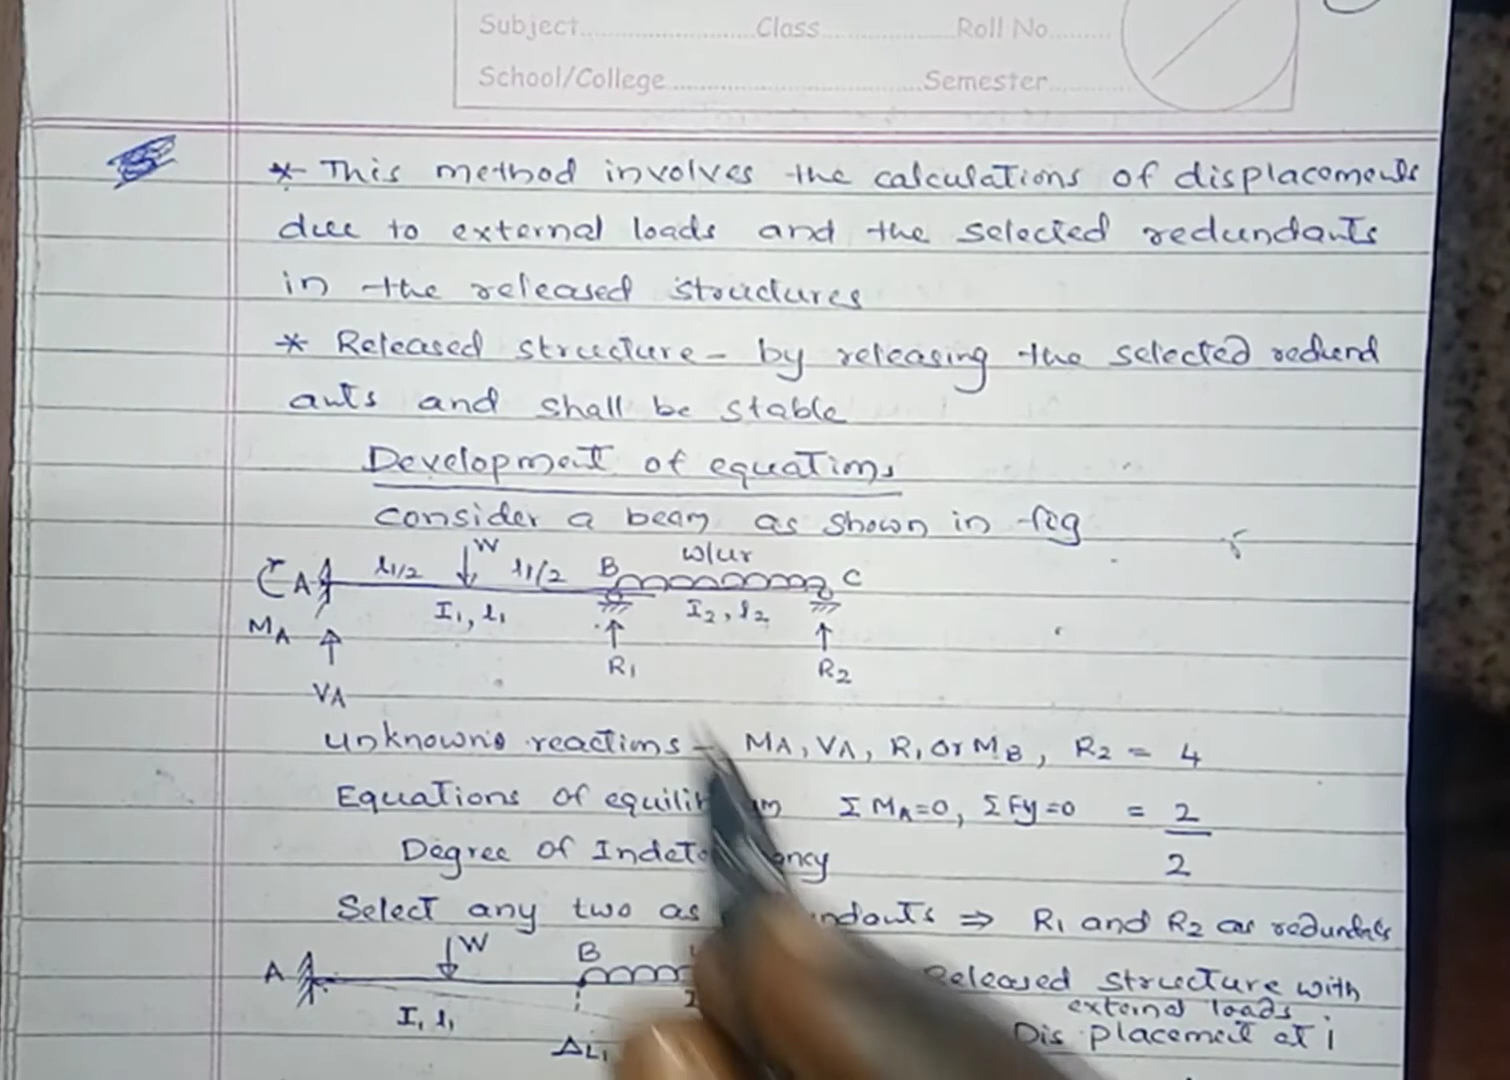 Subject Class Roll No
School/College Semester
* This method involves the calculations of displacements
due to external loads and the selected redundants
in the released structures
* Released structure - by releasing the selected redund
ants and shall be stable
Development of equations
consider a beam as shown in fig
A l1/2 W l1/2 B w/ur C
I1, l1 I2, l2
MA
R1 R2
VA
unknowns reactions - MA, VA, R1 or MB, R2 = 4
Equations of ΣMA=0, ΣFy=0 = 2
Degree of 2
Select any two as ⇒ R1 and R2 as redundants
A W B
Released structure with
external loads
I, l1
Displacement at 1
ΔL1